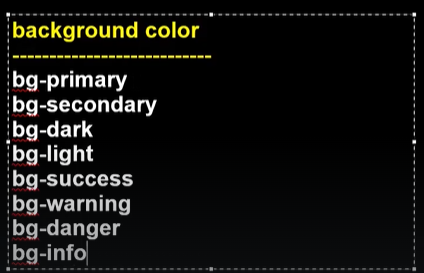 background color
---------------------------
bg-primary
bg-secondary
bg-dark
bg-light
bg-success
bg-warning
bg-danger
bg-info